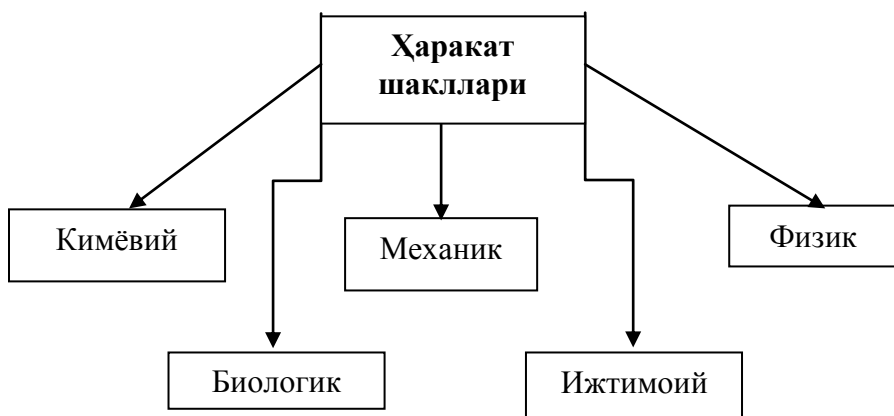 Ҳаракат
шакллари
Кимёвий
Механик
Физик
Биологик
Ижтимоий